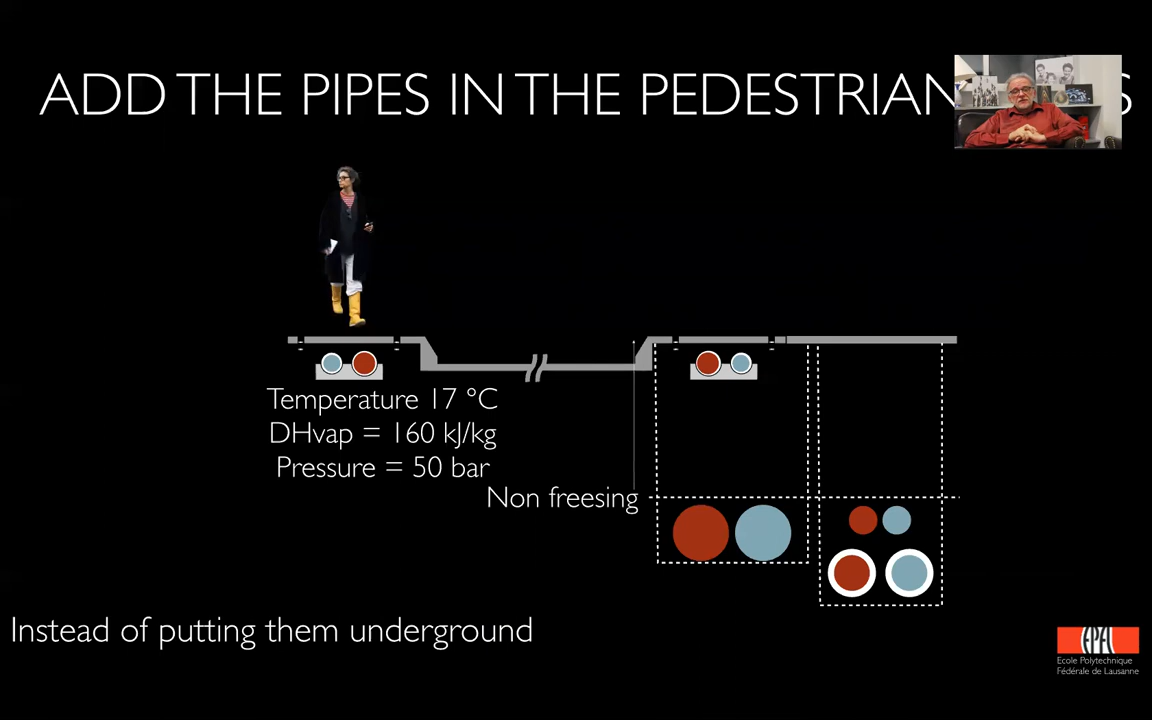 ADD THE PIPES IN THE PEDESTRIAN
Temperature 17 °C
DHvap = 160 kJ/kg
Pressure = 50 bar
Non freesing
Instead of putting them underground
EPFL
Ecole Polytechnique
Fédérale de Lausanne